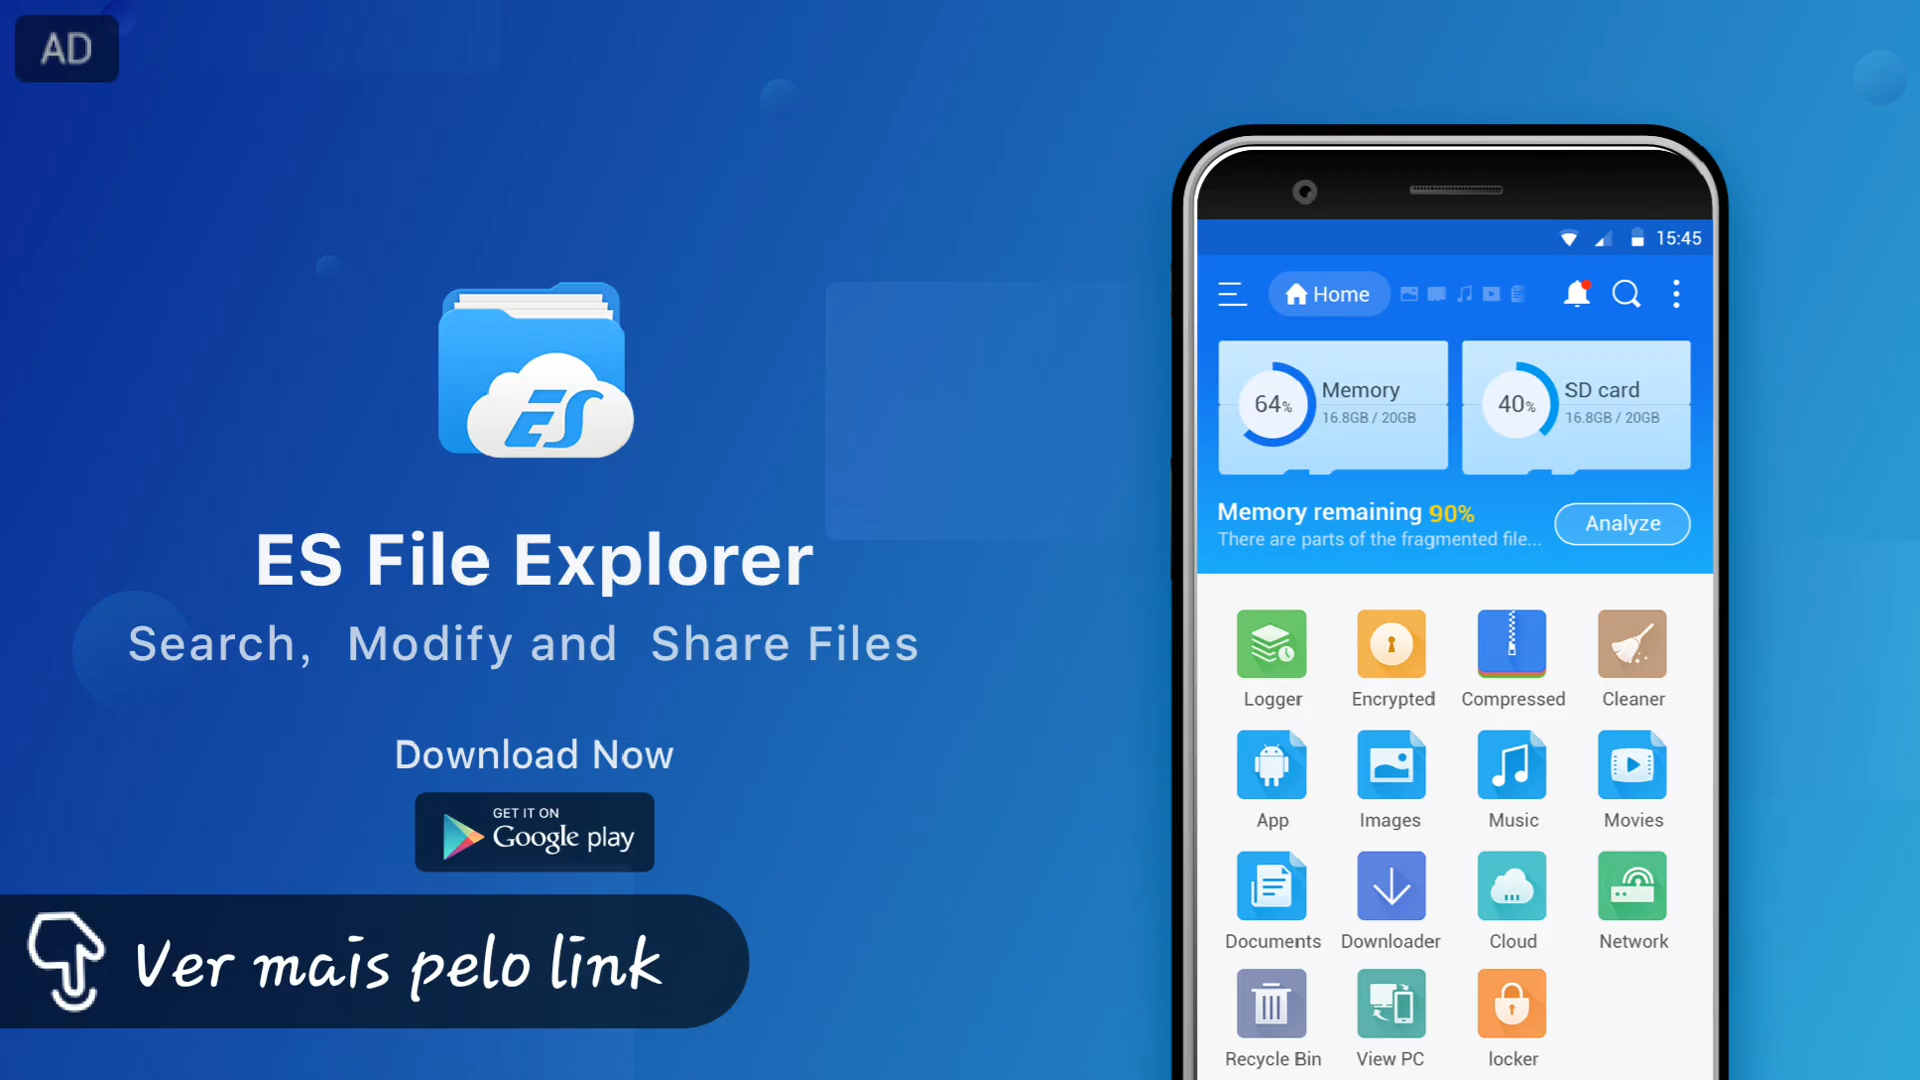 AD
ES
ES File Explorer
Search, Modify and Share Files
Download Now
GET IT ON
Google play
Ver mais pelo link
15:45
Home
64%
Memory
16.8GB / 20GB
40%
SD card
16.8GB / 20GB
Memory remaining 90%
There are parts of the fragmented file...
Analyze
Logger Encrypted Compressed Cleaner
App Images Music Movies
Documents Downloader Cloud Network
Recycle Bin View PC locker